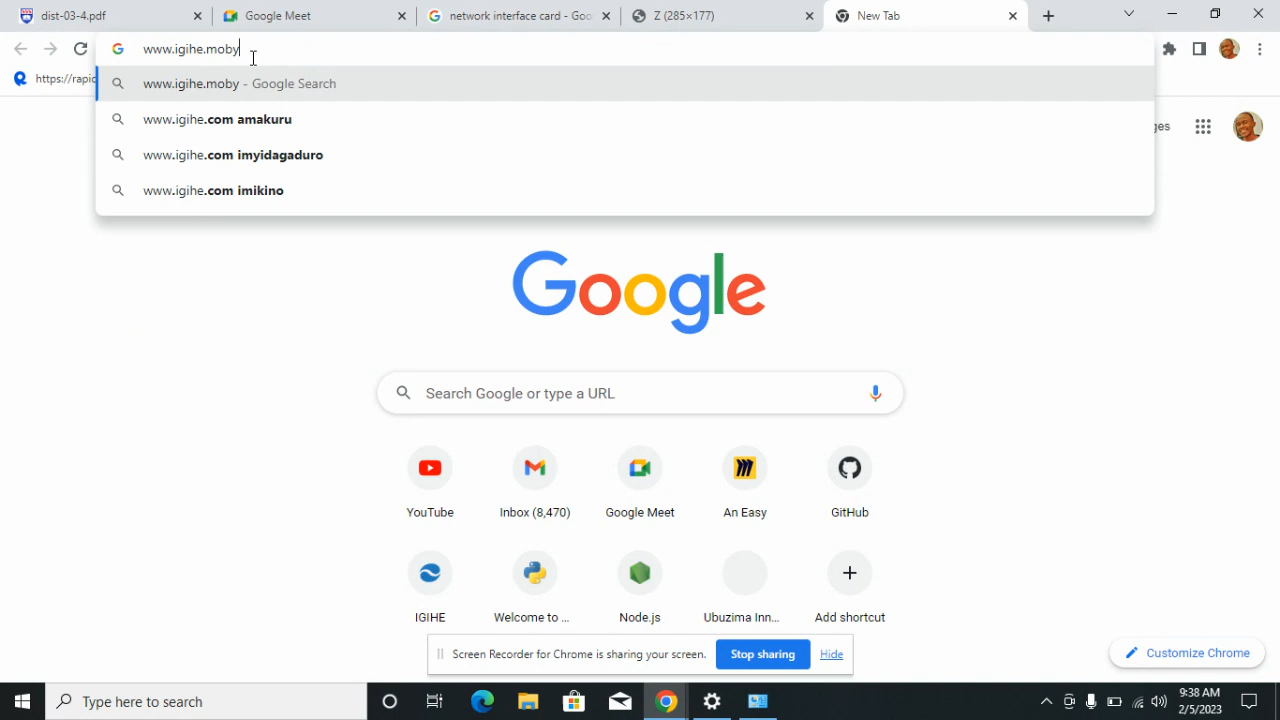 dist-03-4.pdf
Google Meet
network interface card - Goo
Z (285×177)
New Tab
www.igihe.moby
www.igihe.moby - Google Search
https://rapid
www.igihe.com amakuru
ges
www.igihe.com imyidagaduro
www.igihe.com imikino
Google
Search Google or type a URL
YouTube
Inbox (8,470)
Google Meet
An Easy
GitHub
IGIHE
Welcome to ...
Node.js
Ubuzima Inn...
Add shortcut
Screen Recorder for Chrome is sharing your screen.
Stop sharing
Hide
Customize Chrome
Type here to search
9:38 AM
2/5/2023